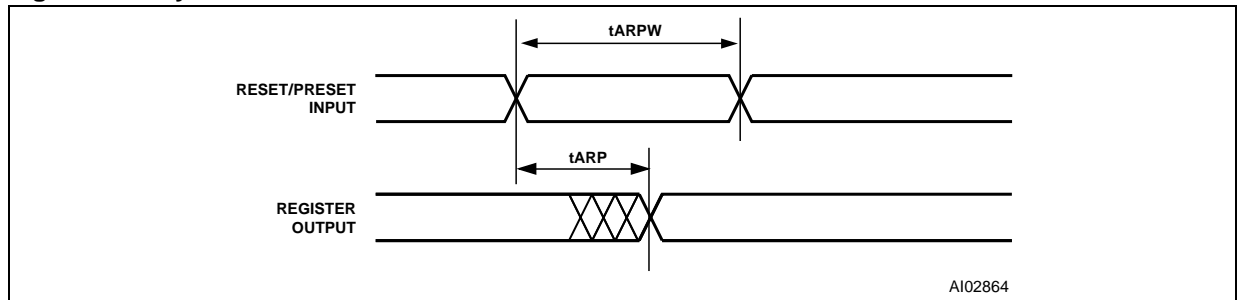 tARPW
RESET/PRESET
INPUT
tARP
REGISTER
OUTPUT
AI02864